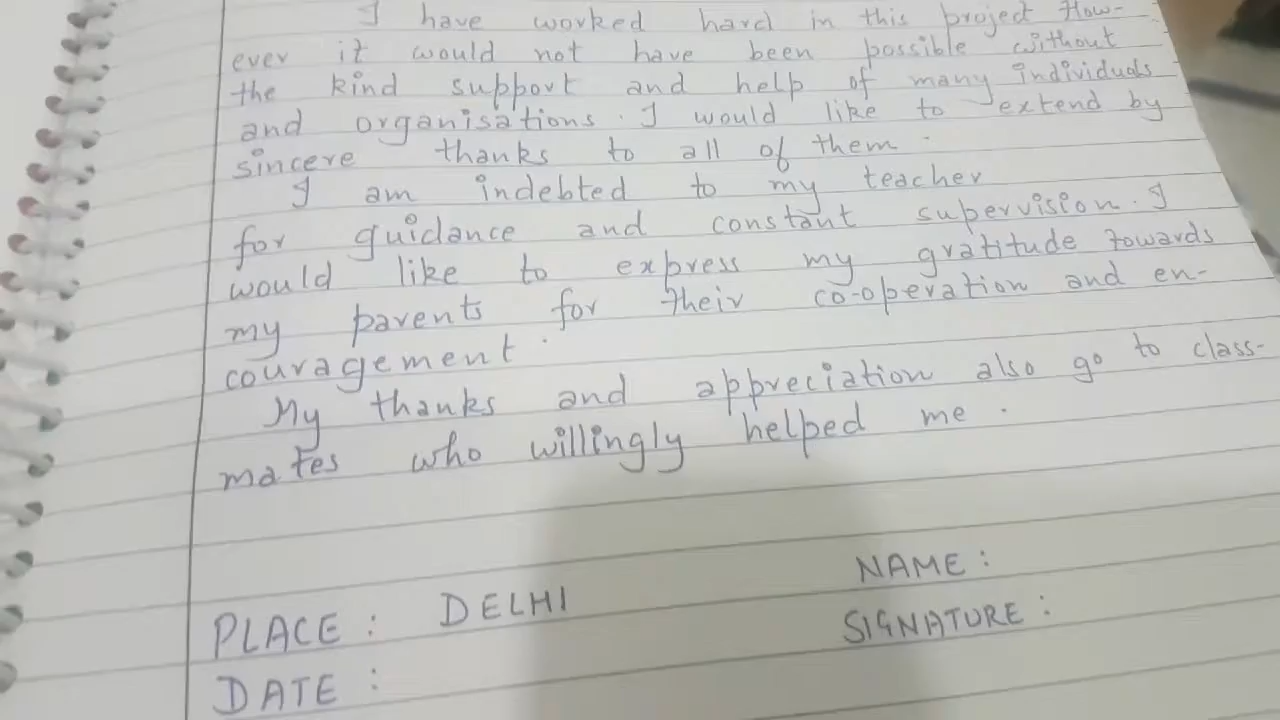 I have worked hard in this project How-
ever it would not have been possible without
the kind support and help of many individuals
and organisations. I would like to extend by
sincere thanks to all of them.
I am indebted to my teacher
for guidance and constant supervision. I
would like to express my gratitude towards
my parents for their co-operation and en-
couragement.
My thanks and appreciation also go to class-
mates who willingly helped me.
NAME:
PLACE: DELHI
SIGNATURE:
DATE: